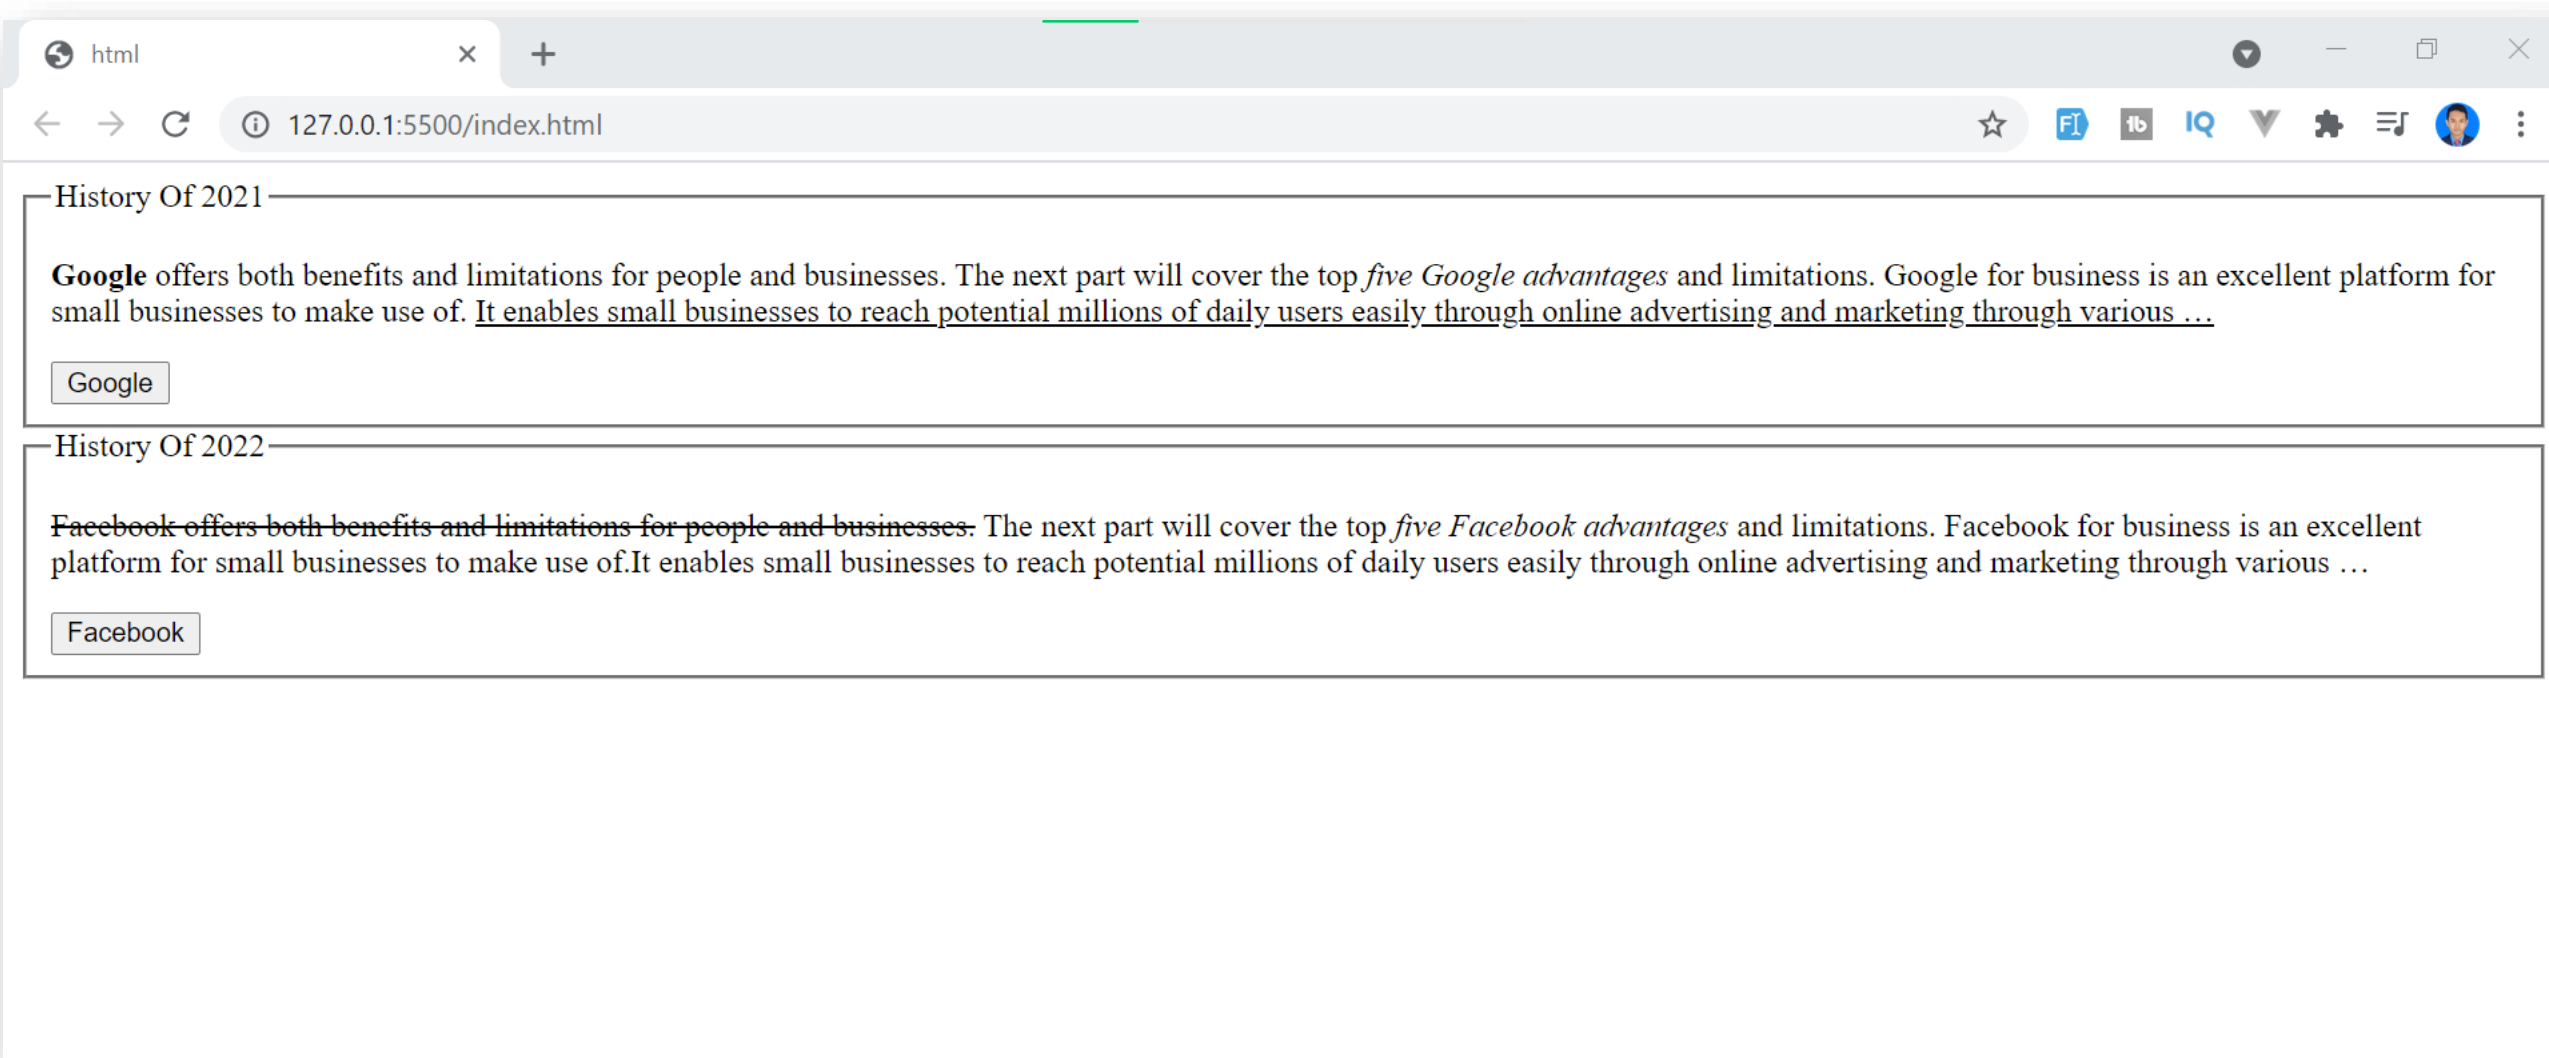 html
127.0.0.1:5500/index.html
FI
tb
IQ
History Of 2021
Google offers both benefits and limitations for people and businesses. The next part will cover the top five Google advantages and limitations. Google for business is an excellent platform for
small businesses to make use of. It enables small businesses to reach potential millions of daily users easily through online advertising and marketing through various …
Google
History Of 2022
Facebook offers both benefits and limitations for people and businesses. The next part will cover the top five Facebook advantages and limitations. Facebook for business is an excellent
platform for small businesses to make use of.It enables small businesses to reach potential millions of daily users easily through online advertising and marketing through various …
Facebook